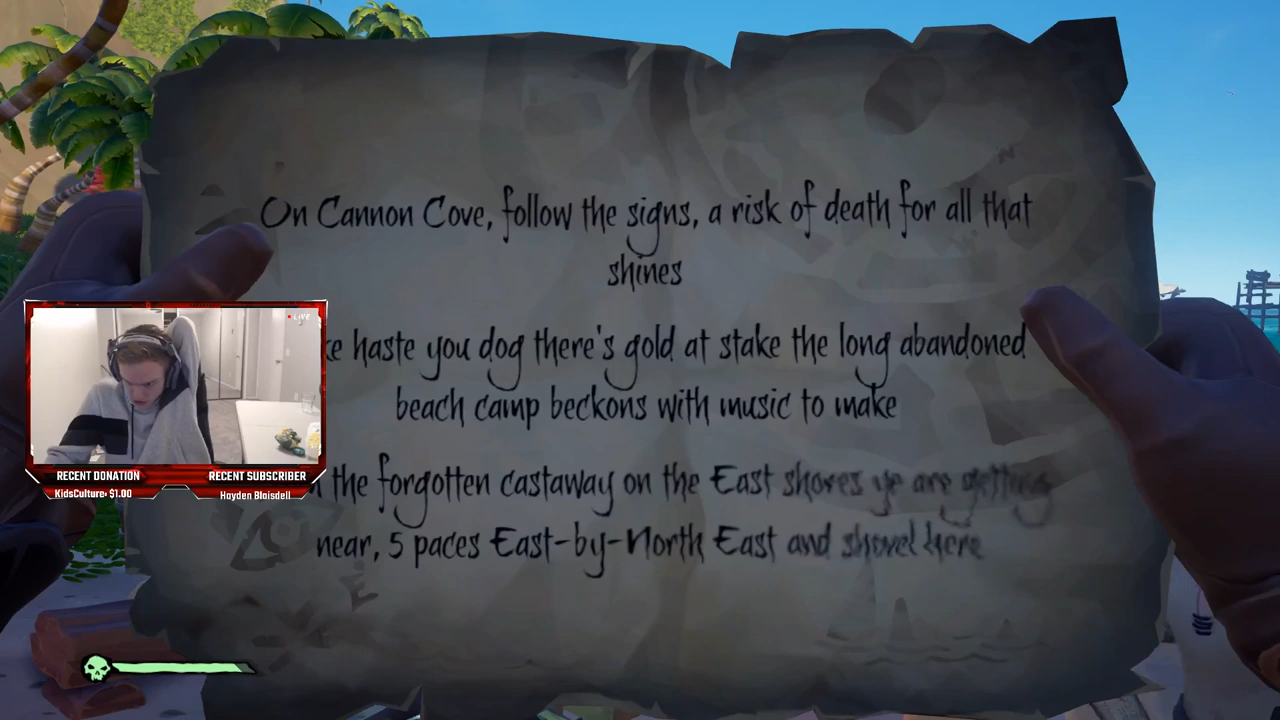 On Cannon Cove, follow the signs, a risk of death for all that
shines
haste you dog there's gold at stake the long abandoned
beach camp beckons with music to make
the forgotten castaway on the East shores ye are getting
near, 5 paces East-by-North East and shovel here
N
E
LIVE
RECENT DONATION
RECENT SUBSCRIBER
KidsCulture: $1.00
Hayden Blaisdell